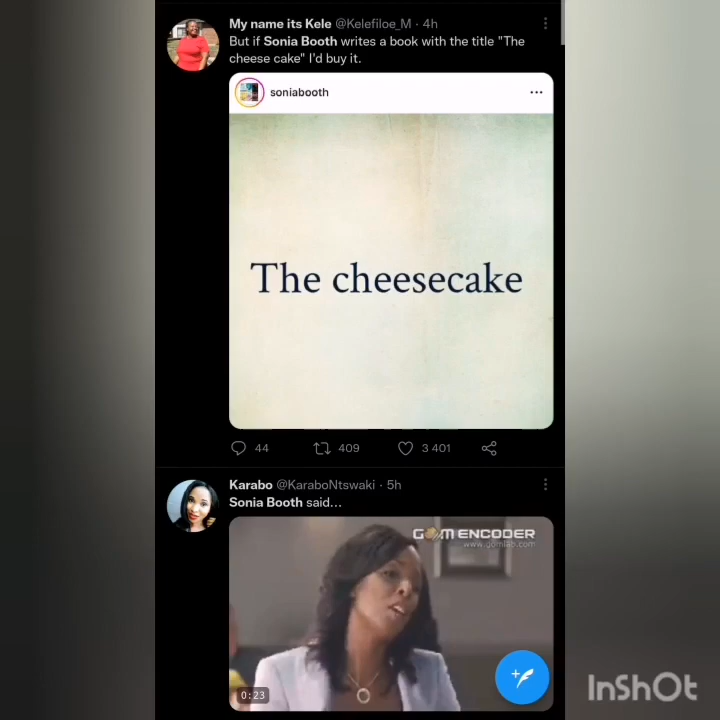 My name its Kele @Kelefiloe_M · 4h
But if Sonia Booth writes a book with the title "The
cheese cake" I'd buy it.
soniabooth
The cheesecake
44 409 3 401
Karabo @KaraboNtswaki · 5h
Sonia Booth said...
GOM ENCODER
www.gomlab.com
0:23
InShOt